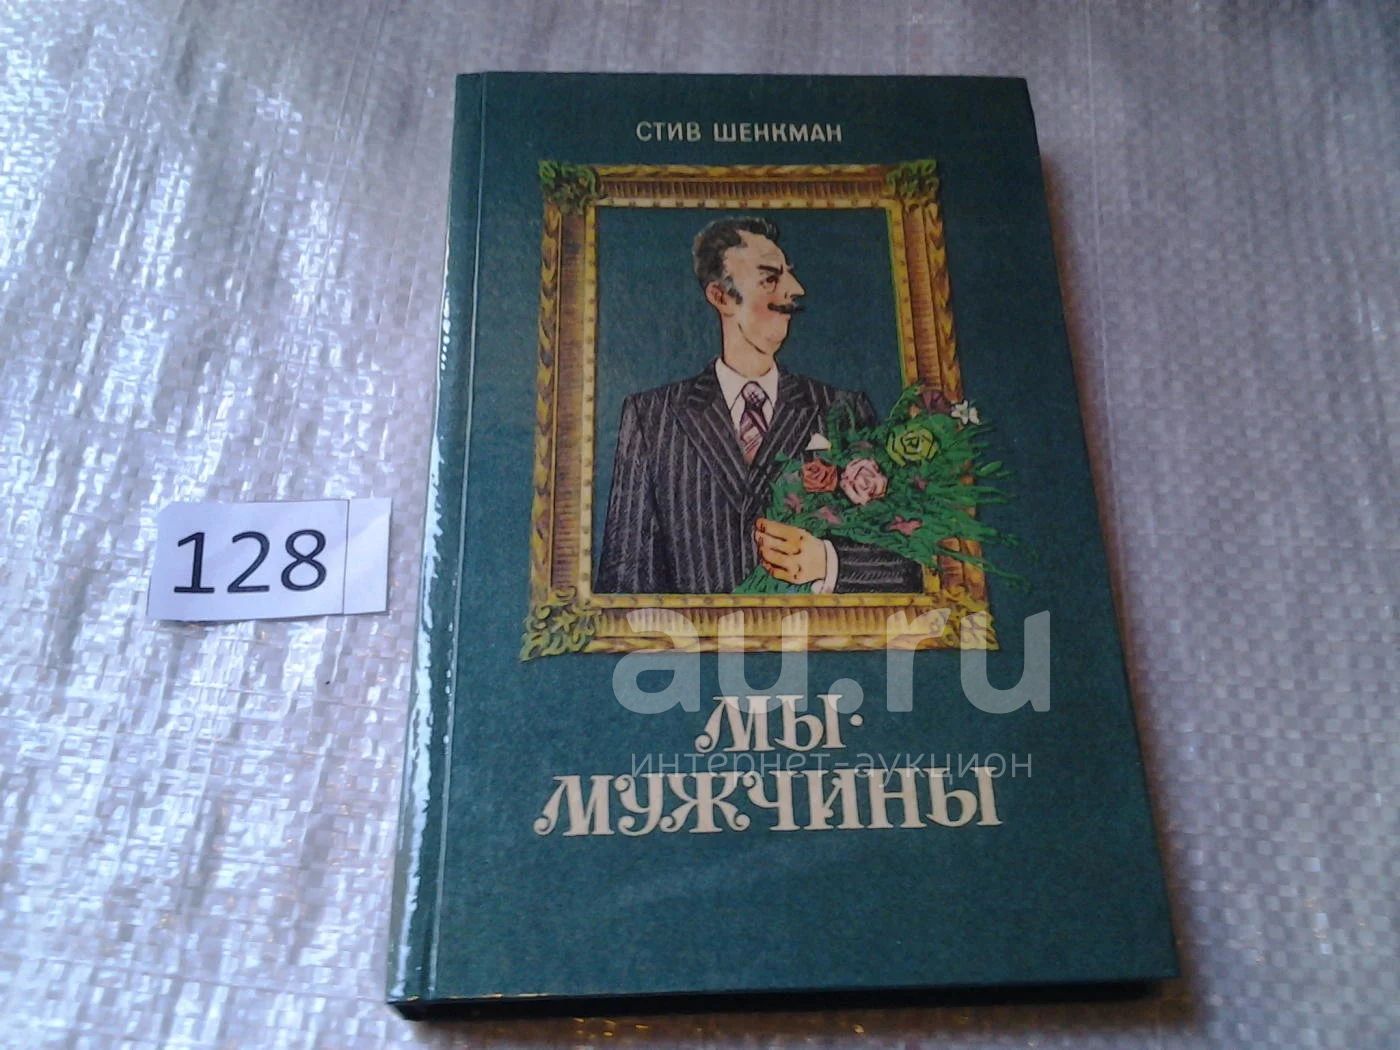 СТИВ ШЕНКМАН
128
au.ru
МЫ·
интернет-аукцион
МУЖЧИНЫ